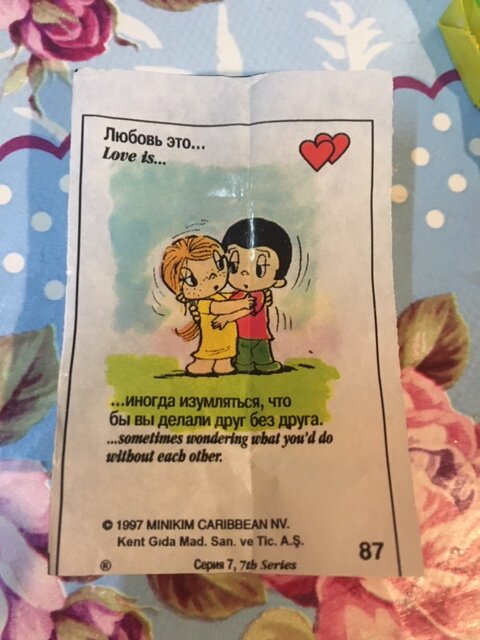 Любовь это...
Love is...
...иногда изумляться, что
бы вы делали друг без друга.
...sometimes wondering what you'd do
without each other.
© 1997 MINIKIM CARIBBEAN NV.
Kent Gıda Mad. San. ve Tic. A.Ş.
87
® Серия 7, 7th Series